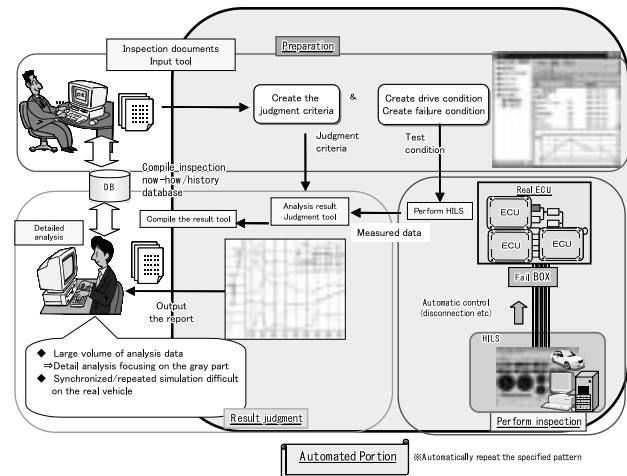 Inspection documents
Input tool
Preparation
Create the
judgment criteria
&
Create drive condition
Create failure condition
Judgment
criteria
Test
condition
Compile inspection
now-how/history
database
DB
Real ECU
ECU
ECU
ECU
Analysis result
Judgment tool
Perform HILS
Compile the result tool
Measured data
Detailed
analysis
Fail BOX
Automatic control
(disconnection etc)
Output
the report
HILS
◆ Large volume of analysis data
⇒Detail analysis focusing on the gray part
◆ Synchronized/repeated simulation difficult
on the real vehicle
Result judgment
Perform inspection
Automated Portion
※Automatically repeat the specified pattern